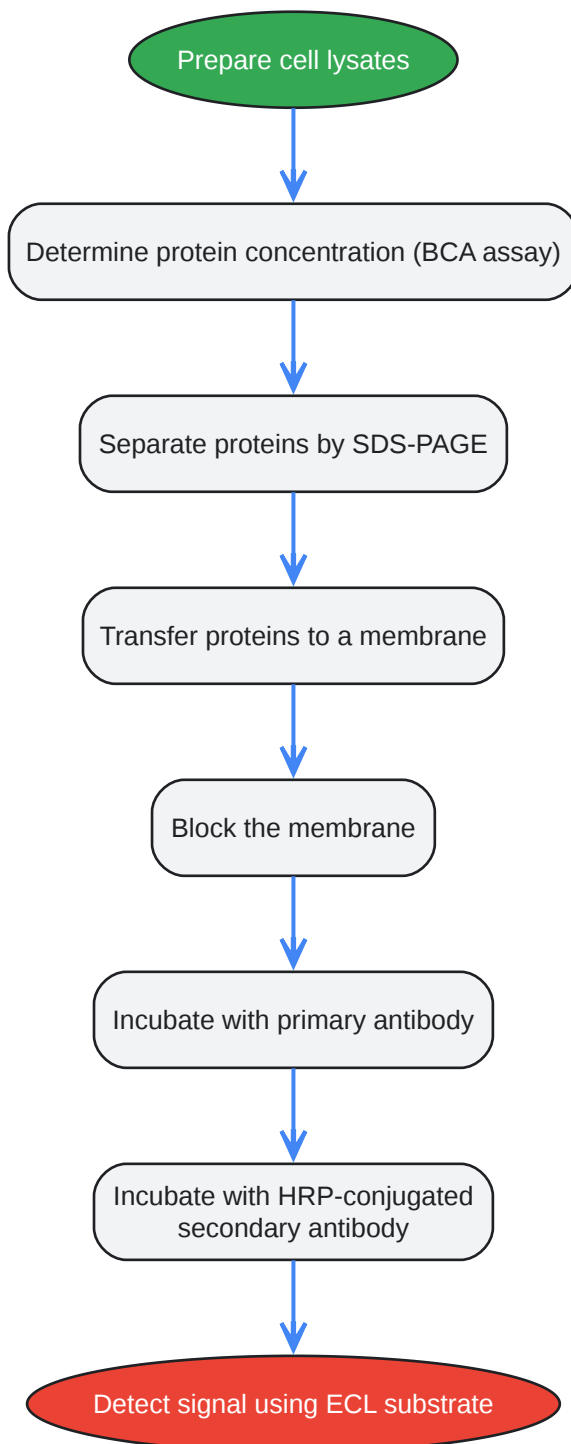 Prepare cell lysates
Determine protein concentration (BCA assay)
Separate proteins by SDS-PAGE
Transfer proteins to a membrane
Block the membrane
Incubate with primary antibody
Incubate with HRP-conjugated
secondary antibody
Detect signal using ECL substrate